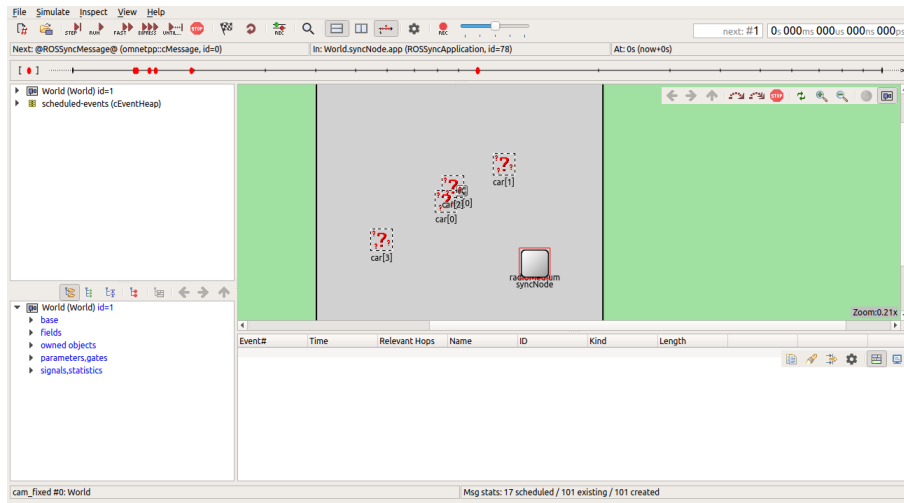 File Simulate Inspect View Help
STEP RUN FAST EXPRESS UNTIL... STOP REC REC next: #1 0s 000ms 000us 000ns 000ps
Next: @ROSSyncMessage@ (omnetpp::cMessage, id=0) In: World.syncNode.app (ROSSyncApplication, id=78) At: 0s (now+0s)
World (World) id=1
scheduled-events (cEventHeap)
STOP
car[1]
car[2]
car[0]
car[3]
syncNode
Zoom:0.21x
World (World) id=1
base
fields
owned objects
parameters,gates
signals,statistics
Event# Time Relevant Hops Name ID Kind Length
cam_fixed #0: World Msg stats: 17 scheduled / 101 existing / 101 created